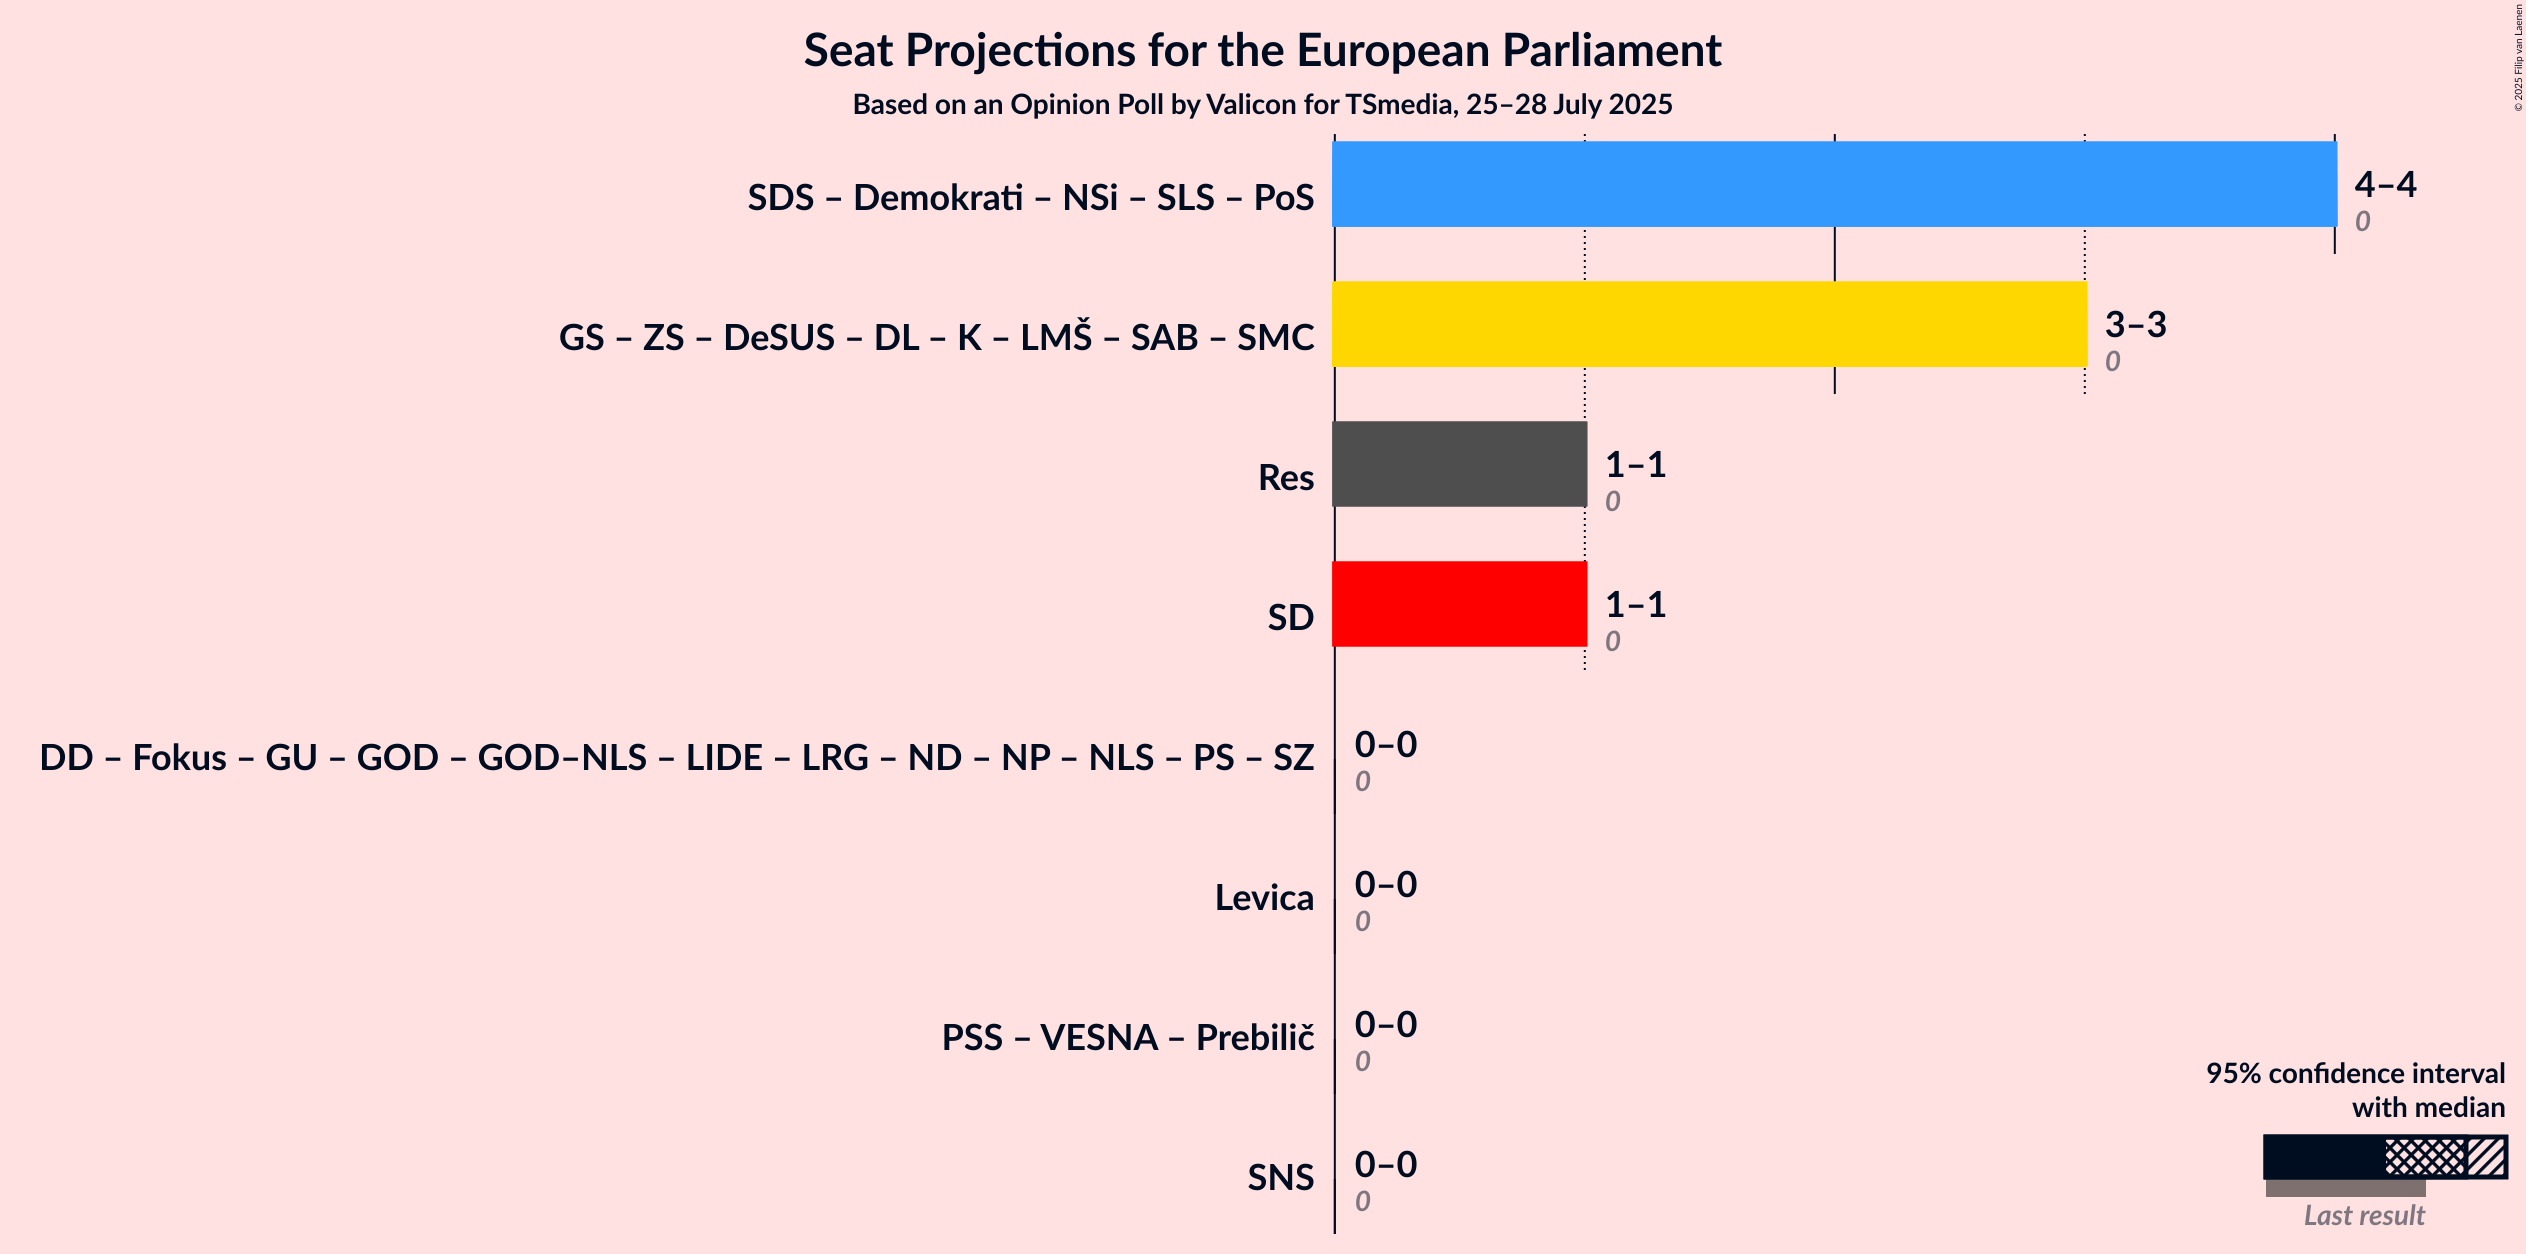 Seat Projections for the European Parliament
Based on an Opinion Poll by Valicon for TSmedia, 25–28 July 2025
© 2025 Filip van Laenen
SDS – Demokrati – NSi – SLS – PoS
4–4
0
GS – ZS – DeSUS – DL – K – LMŠ – SAB – SMC
3–3
0
Res
1–1
0
SD
1–1
0
DD – Fokus – GU – GOD – GOD–NLS – LIDE – LRG – ND – NP – NLS – PS – SZ
0–0
0
Levica
0–0
0
PSS – VESNA – Prebilič
0–0
0
SNS
0–0
0
95% confidence interval
with median
Last result